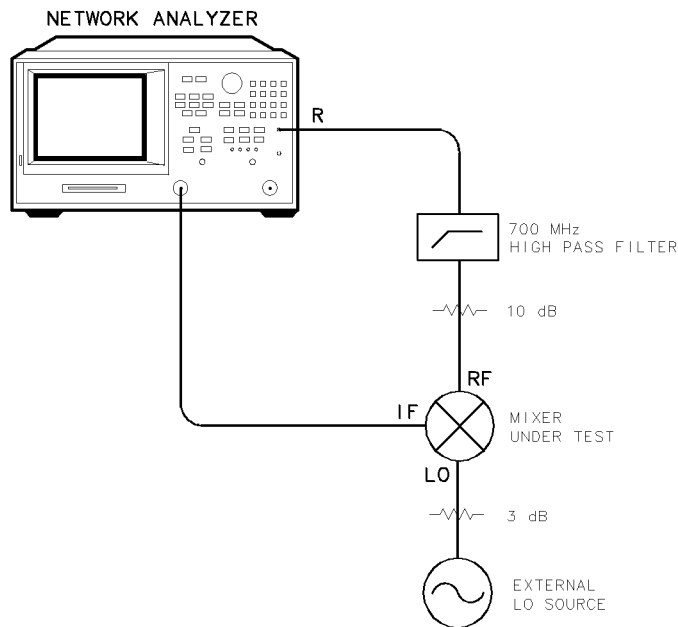 NETWORK ANALYZER
R
700 MHz
HIGH PASS FILTER
10 dB
RF
IF
MIXER
UNDER TEST
LO
3 dB
EXTERNAL
LO SOURCE